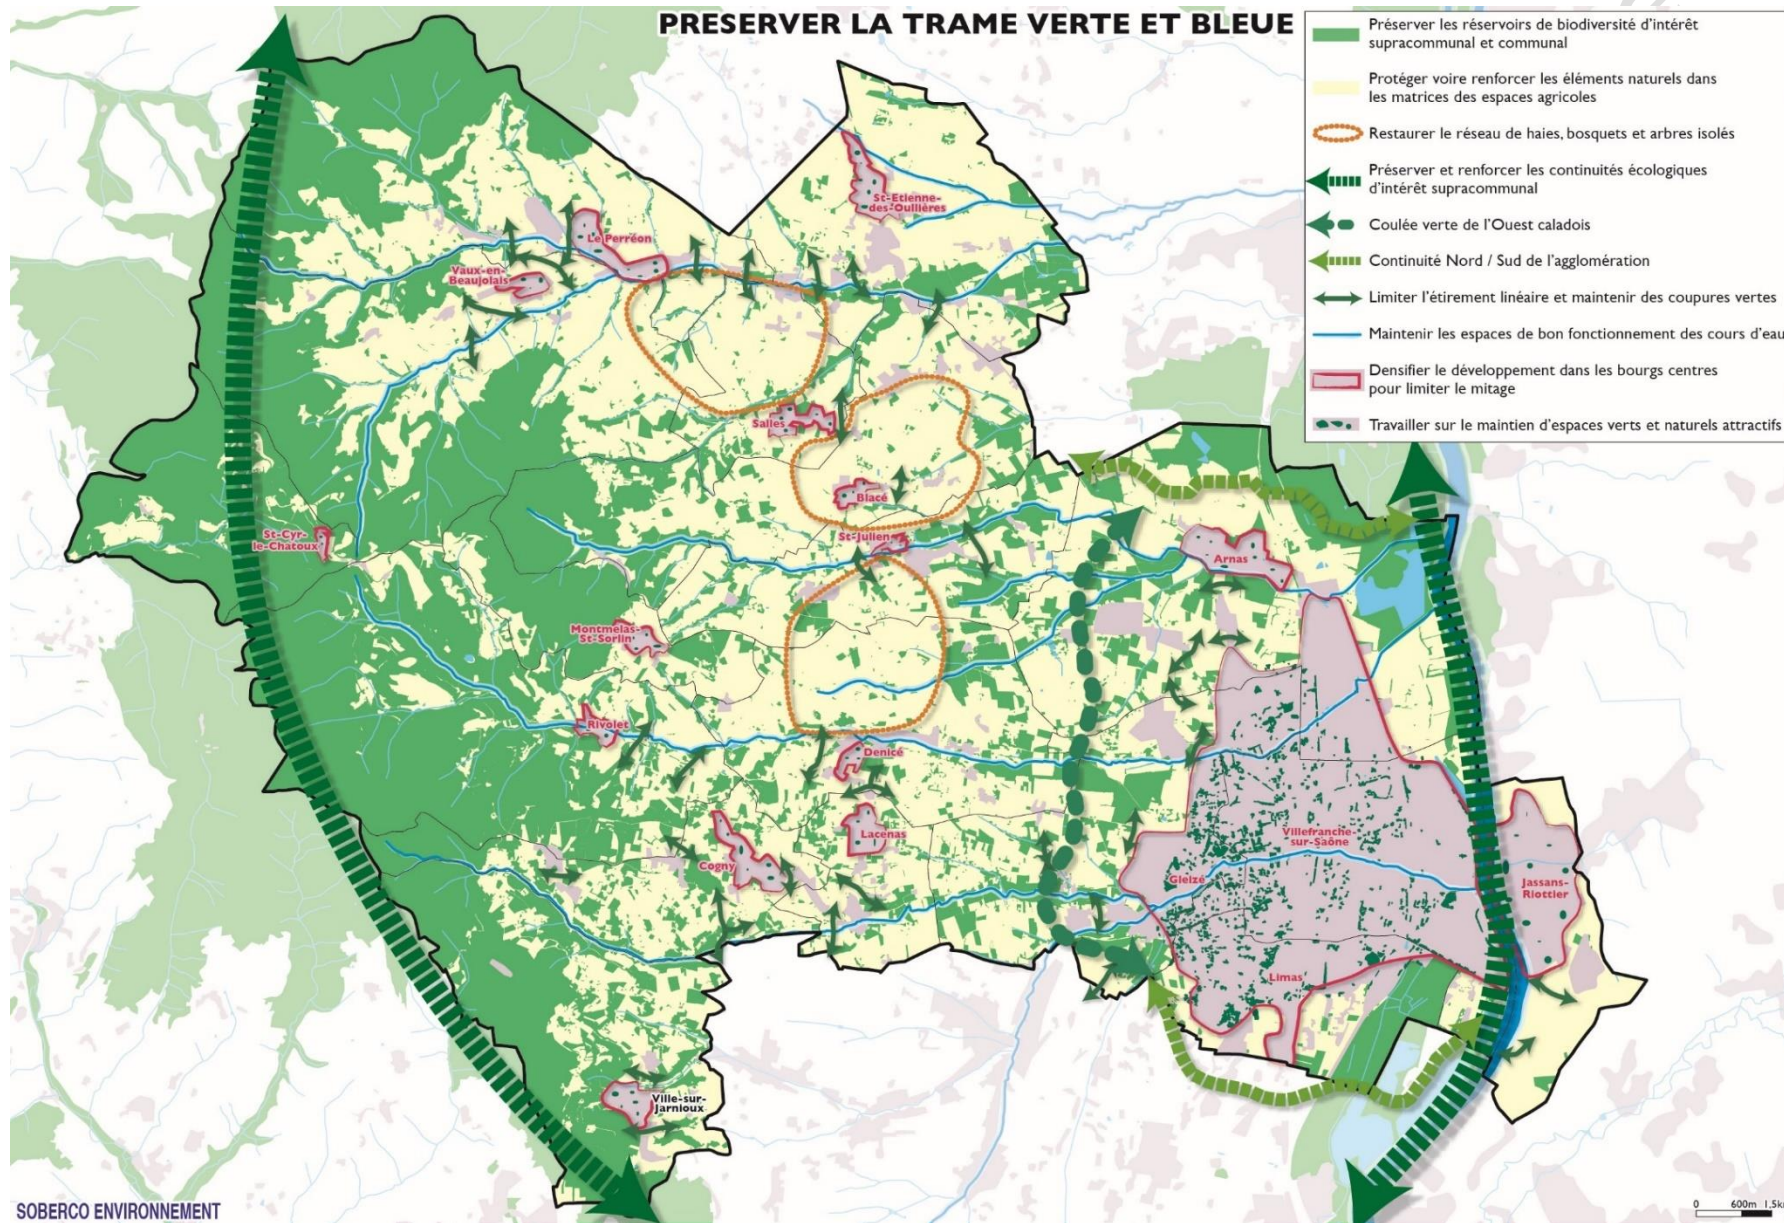 PRESERVER LA TRAME VERTE ET BLEUE
Préserver les réservoirs de biodiversité d'intérêt
supracommunal et communal
Protéger voire renforcer les éléments naturels dans
les matrices des espaces agricoles
Restaurer le réseau de haies, bosquets et arbres isolés
Préserver et renforcer les continuités écologiques
d'intérêt supracommunal
Coulée verte de l'Ouest caladois
Continuité Nord / Sud de l'agglomération
Limiter l'étirement linéaire et maintenir des coupures vertes
Maintenir les espaces de bon fonctionnement des cours d'eau
Densifier le développement dans les bourgs centres
pour limiter le mitage
Travailler sur le maintien d'espaces verts et naturels attractifs
St-Etienne-
des-Oullières
Le Perréon
Vaux-en-
Beaujolais
Salles
Blacé
St-Julien
St-Cyr-
le-Chatoux
Arnas
Montmelas-
St-Sorlin
Rivolet
Denicé
Lacenas
Cogny
Villefranche-
sur-Saône
Gleizé
Jassans-
Riottier
Limas
Ville-sur-
Jarnioux
SOBERCO ENVIRONNEMENT
0 600m 1,5km